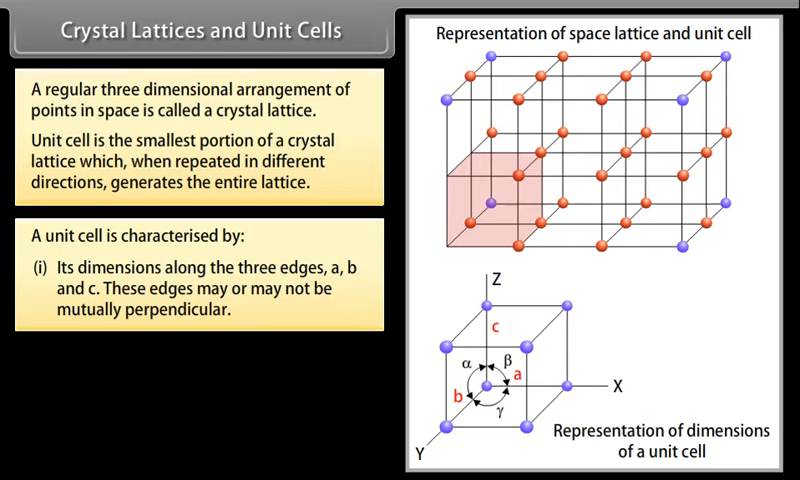 Crystal Lattices and Unit Cells
A regular three dimensional arrangement of
points in space is called a crystal lattice.
Unit cell is the smallest portion of a crystal
lattice which, when repeated in different
directions, generates the entire lattice.
A unit cell is characterised by:
(i) Its dimensions along the three edges, a, b
and c. These edges may or may not be
mutually perpendicular.
Representation of space lattice and unit cell
Z
c
α β
a
b
γ
X
Y
Representation of dimensions
of a unit cell